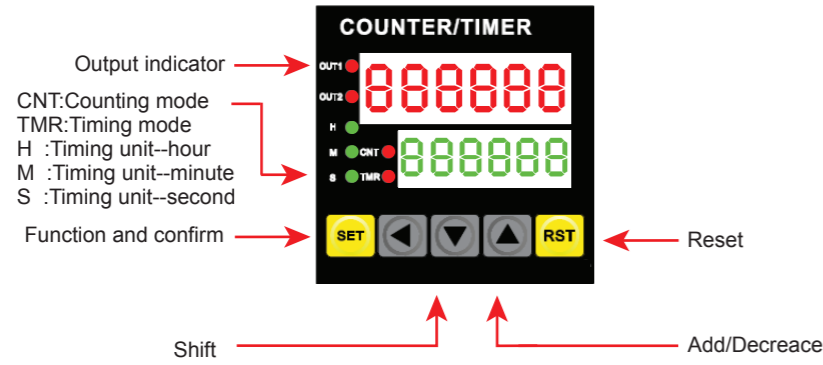 COUNTER/TIMER
Output indicator
OUT1
888888
OUT2
CNT:Counting mode
TMR:Timing mode
H :Timing unit--hour
M :Timing unit--minute
S :Timing unit--second
H
M CNT
S TMR
888888
Function and confirm
SET
RST
Reset
Shift
Add/Decreace